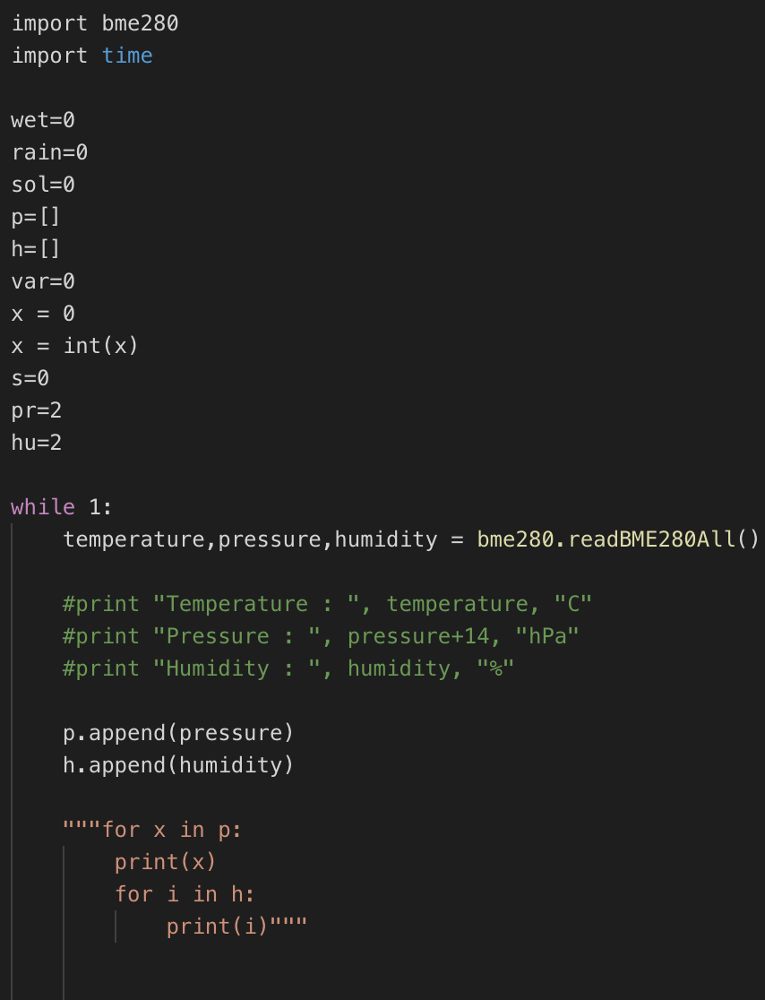 import bme280
import time
wet=0
rain=0
sol=0
p=[]
h=[]
var=0
x = 0
x = int(x)
s=0
pr=2
hu=2
while 1:
    temperature,pressure,humidity = bme280.readBME280All()
    #print "Temperature : ", temperature, "C"
    #print "Pressure : ", pressure+14, "hPa"
    #print "Humidity : ", humidity, "%"
    p.append(pressure)
    h.append(humidity)
    """for x in p:
        print(x)
        for i in h:
            print(i)"""